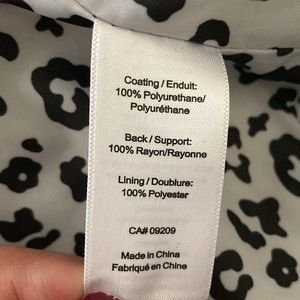 Coating / Enduit:
100% Polyurethane/
Polyuréthane
Back / Support:
100% Rayon/Rayonne
Lining / Doublure:
100% Polyester
CA# 09209
Made in China
Fabriqué en Chine